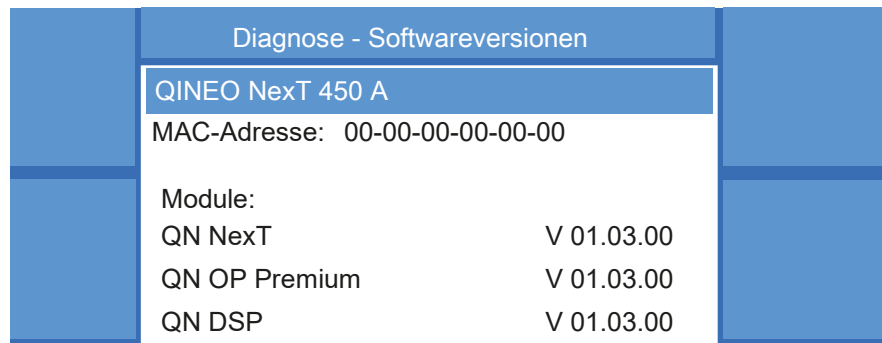 Diagnose - Softwareversionen
QINEO NexT 450 A
MAC-Adresse: 00-00-00-00-00-00
Module:
QN NexT V 01.03.00
QN OP Premium V 01.03.00
QN DSP V 01.03.00